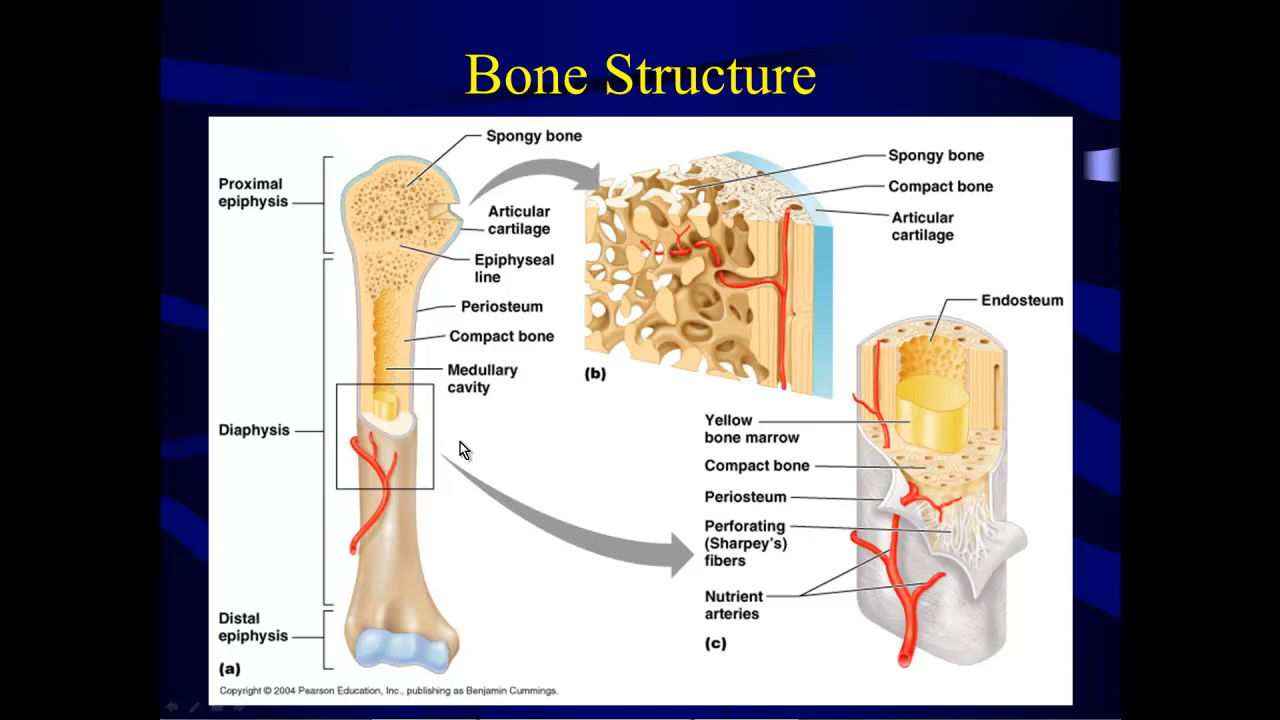 Bone Structure
Spongy bone
Proximal
epiphysis
Articular
cartilage
Epiphyseal
line
Periosteum
Compact bone
Medullary
cavity
Diaphysis
Distal
epiphysis
(a)
Spongy bone
Compact bone
Articular
cartilage
(b)
Endosteum
Yellow
bone marrow
Compact bone
Periosteum
Perforating
(Sharpey's)
fibers
Nutrient
arteries
(c)
Copyright © 2004 Pearson Education, Inc., publishing as Benjamin Cummings.